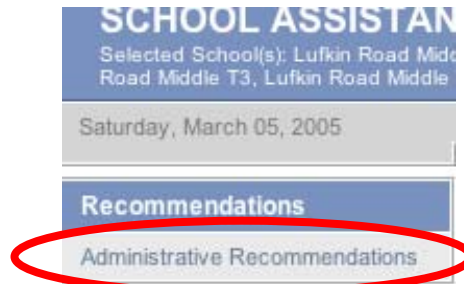 SCHOOL ASSISTAN
Selected School(s): Lufkin Road Mid
Road Middle T3, Lufkin Road Middle
Saturday, March 05, 2005
Recommendations
Administrative Recommendations